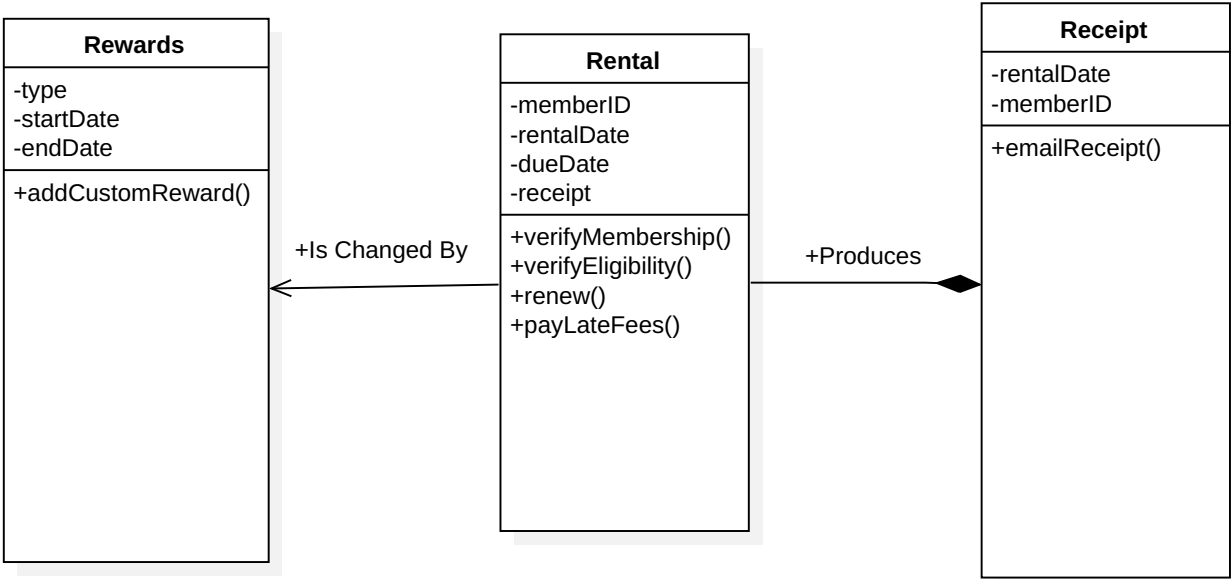 Rewards
-type
-startDate
-endDate
+addCustomReward()
+Is Changed By
Rental
-memberID
-rentalDate
-dueDate
-receipt
+verifyMembership()
+verifyEligibility()
+renew()
+payLateFees()
+Produces
Receipt
-rentalDate
-memberID
+emailReceipt()